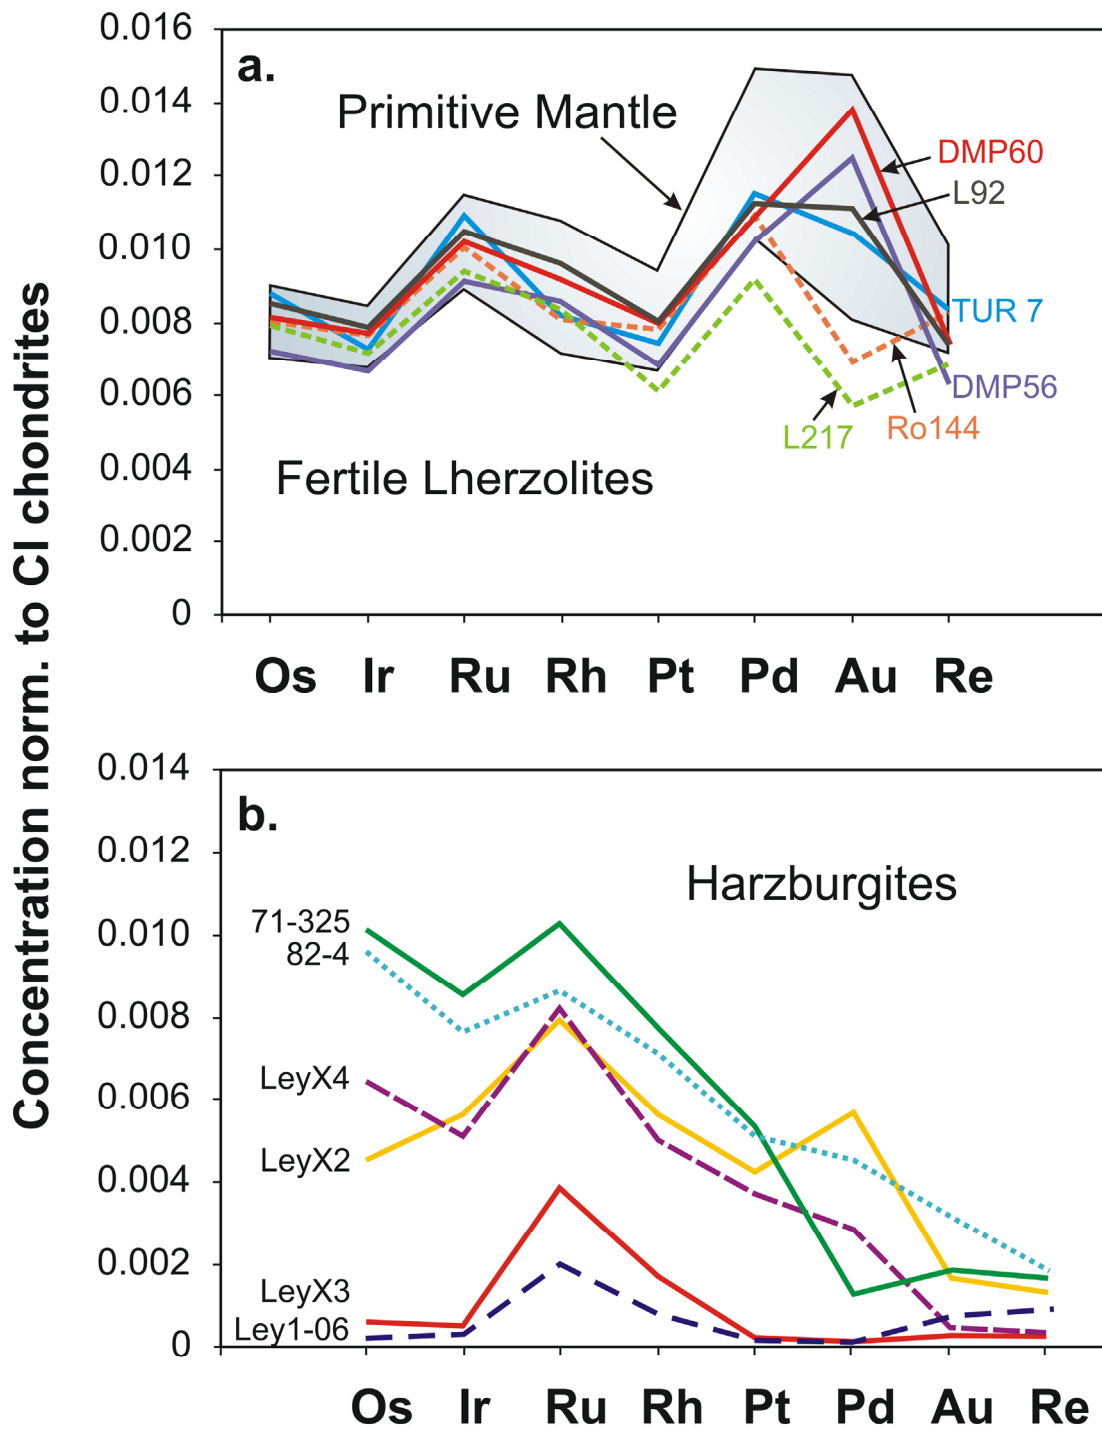 Concentration norm. to CI chondrites
0.016
0.014
0.012
0.010
0.008
0.006
0.004
0.002
0
a.
Primitive Mantle
DMP60
L92
TUR 7
DMP56
Ro144
L217
Fertile Lherzolites
Os Ir Ru Rh Pt Pd Au Re
0.014
0.012
0.010
0.008
0.006
0.004
0.002
0
b.
Harzburgites
71-325
82-4
LeyX4
LeyX2
LeyX3
Ley1-06
Os Ir Ru Rh Pt Pd Au Re